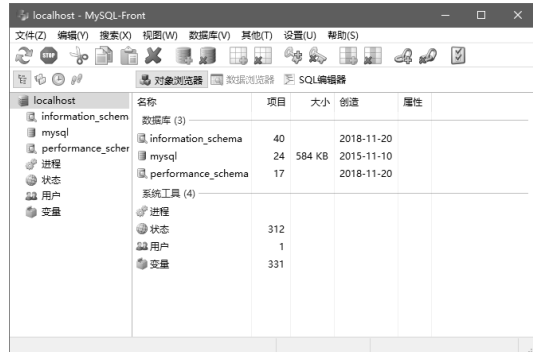 localhost - MySQL-Front
文件(Z) 编辑(Y) 搜索(X) 视图(W) 数据库(V) 其他(T) 设置(U) 帮助(S)
STOP
对象浏览器 数据浏览器 SQL编辑器
localhost
information_schem
mysql
performance_scher
进程
状态
用户
变量
名称 项目 大小 创造 属性
数据库 (3)
information_schema 40 2018-11-20
mysql 24 584 KB 2015-11-10
performance_schema 17 2018-11-20
系统工具 (4)
进程
状态 312
用户 1
变量 331